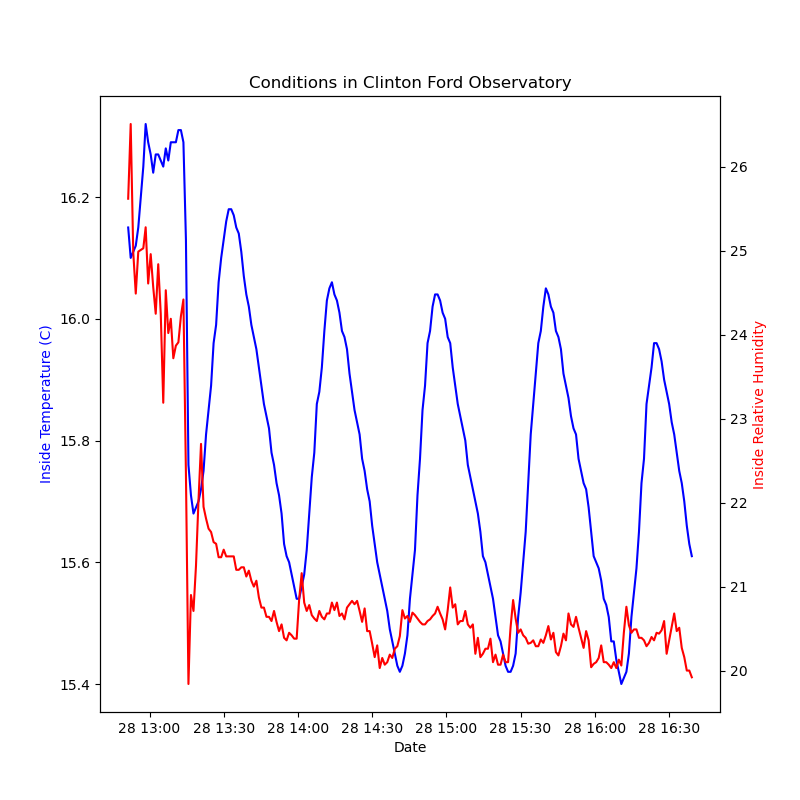 Conditions in Clinton Ford Observatory
16.2
16.0
15.8
15.6
15.4
Inside Temperature (C)
26
25
24
23
22
21
20
Inside Relative Humidity
28 13:00 28 13:30 28 14:00 28 14:30 28 15:00 28 15:30 28 16:00 28 16:30
Date